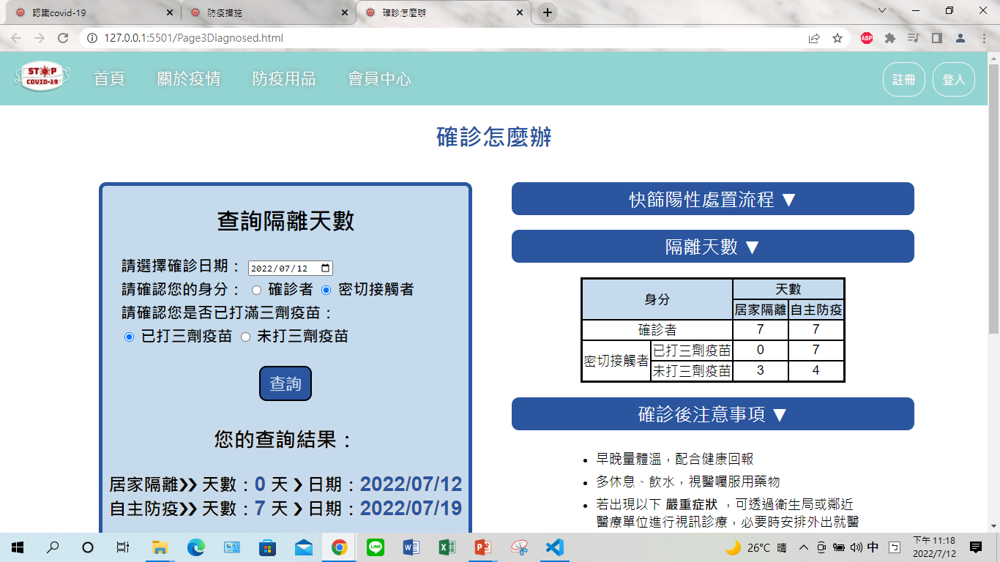 認識covid-19
防疫措施
確診怎麼辦
127.0.0.1:5501/Page3Diagnosed.html
ABP
STOP
COVID-19
首頁
關於疫情
防疫用品
會員中心
註冊
登入
確診怎麼辦
查詢隔離天數
請選擇確診日期： 2022/07/12
請確認您的身分： 確診者 密切接觸者
請確認您是否已打滿三劑疫苗：
已打三劑疫苗 未打三劑疫苗
查詢
您的查詢結果：
居家隔離❯❯ 天數：0 天 ❯ 日期：2022/07/12
自主防疫❯❯ 天數：7 天 ❯ 日期：2022/07/19
快篩陽性處置流程 ▼
隔離天數 ▼
身分 天數
居家隔離 自主防疫
確診者 7 7
密切接觸者 已打三劑疫苗 0 7
未打三劑疫苗 3 4
確診後注意事項 ▼
• 早晚量體溫，配合健康回報
• 多休息、飲水，視醫囑服用藥物
• 若出現以下 嚴重症狀 ，可透過衛生局或鄰近
醫療單位進行視訊診療，必要時安排外出就醫
LINE
26°C 晴
中
ㄅ
下午 11:18
2022/7/12